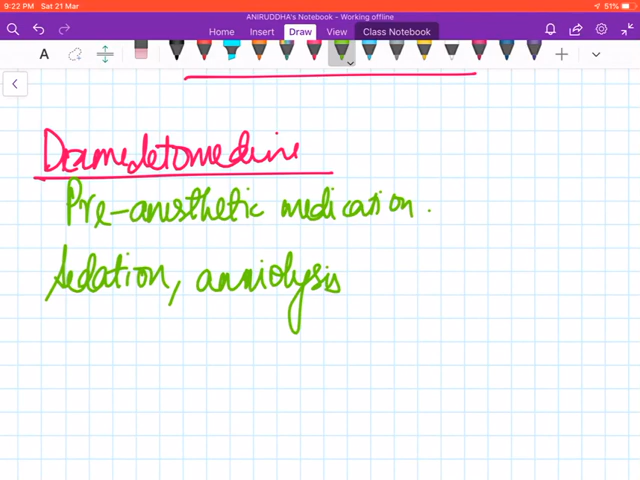 9:22 PM Sat 21 Mar
51%
ANIRUDDHA's Notebook - Working offline
Home Insert Draw View Class Notebook
A
Dexmedetomedine
Pre-anesthetic medication.
Sedation, anxiolysis